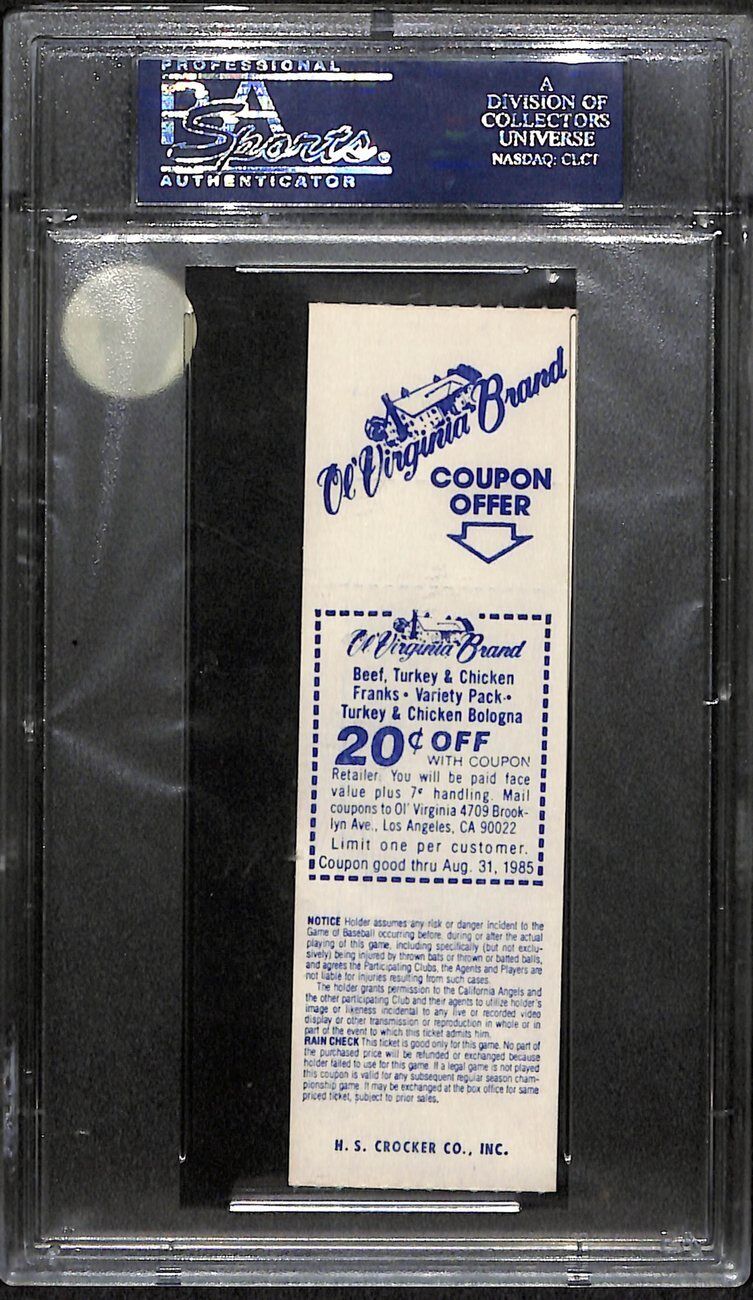 PROFESSIONAL
PSA
Sports
AUTHENTICATOR
A
DIVISION OF
COLLECTORS
UNIVERSE
NASDAQ: CLCT
Ol' Virginia Brand
COUPON
OFFER
Ol' Virginia Brand
Beef, Turkey & Chicken
Franks • Variety Pack •
Turkey & Chicken Bologna
20¢ OFF
WITH COUPON
Retailer: You will be paid face
value plus 7¢ handling. Mail
coupons to Ol' Virginia 4709 Brook-
lyn Ave., Los Angeles, CA 90022
Limit one per customer.
Coupon good thru Aug. 31, 1985
NOTICE Holder assumes any risk or danger incident to the
Game of Baseball occurring before, during or after the actual
playing of this game, including specifically (but not exclu-
sively) being injured by thrown bats or thrown or batted balls,
and agrees the Participating Clubs, the Agents and Players are
not liable for injuries resulting from such cases.
The holder grants permission to the California Angels and
the other participating Club and their agents to utilize holder's
image or likeness incidental to any live or recorded video
display or other transmission or reproduction in whole or in
part of the event to which this ticket admits him.
RAIN CHECK This ticket is good only for this game. No part of
the purchased price will be refunded or exchanged because
holder failed to use for this game. If a legal game is not played
this coupon is valid for any subsequent regular season cham-
pionship game. It may be exchanged at the box office for same
priced ticket, subject to prior sales.
H. S. CROCKER CO., INC.